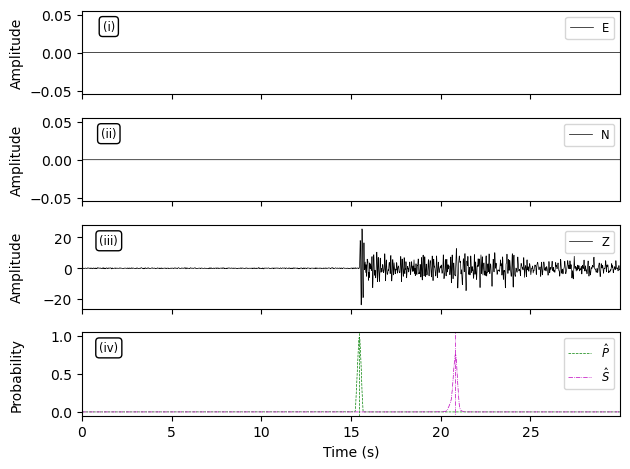 0.05
(i)
E
Amplitude
0.00
−0.05
0.05
(ii)
N
Amplitude
0.00
−0.05
(iii)
Z
20
Amplitude
0
−20
1.0
(iv)
P̂
Ŝ
Probability
0.5
0.0
0 5 10 15 20 25
Time (s)